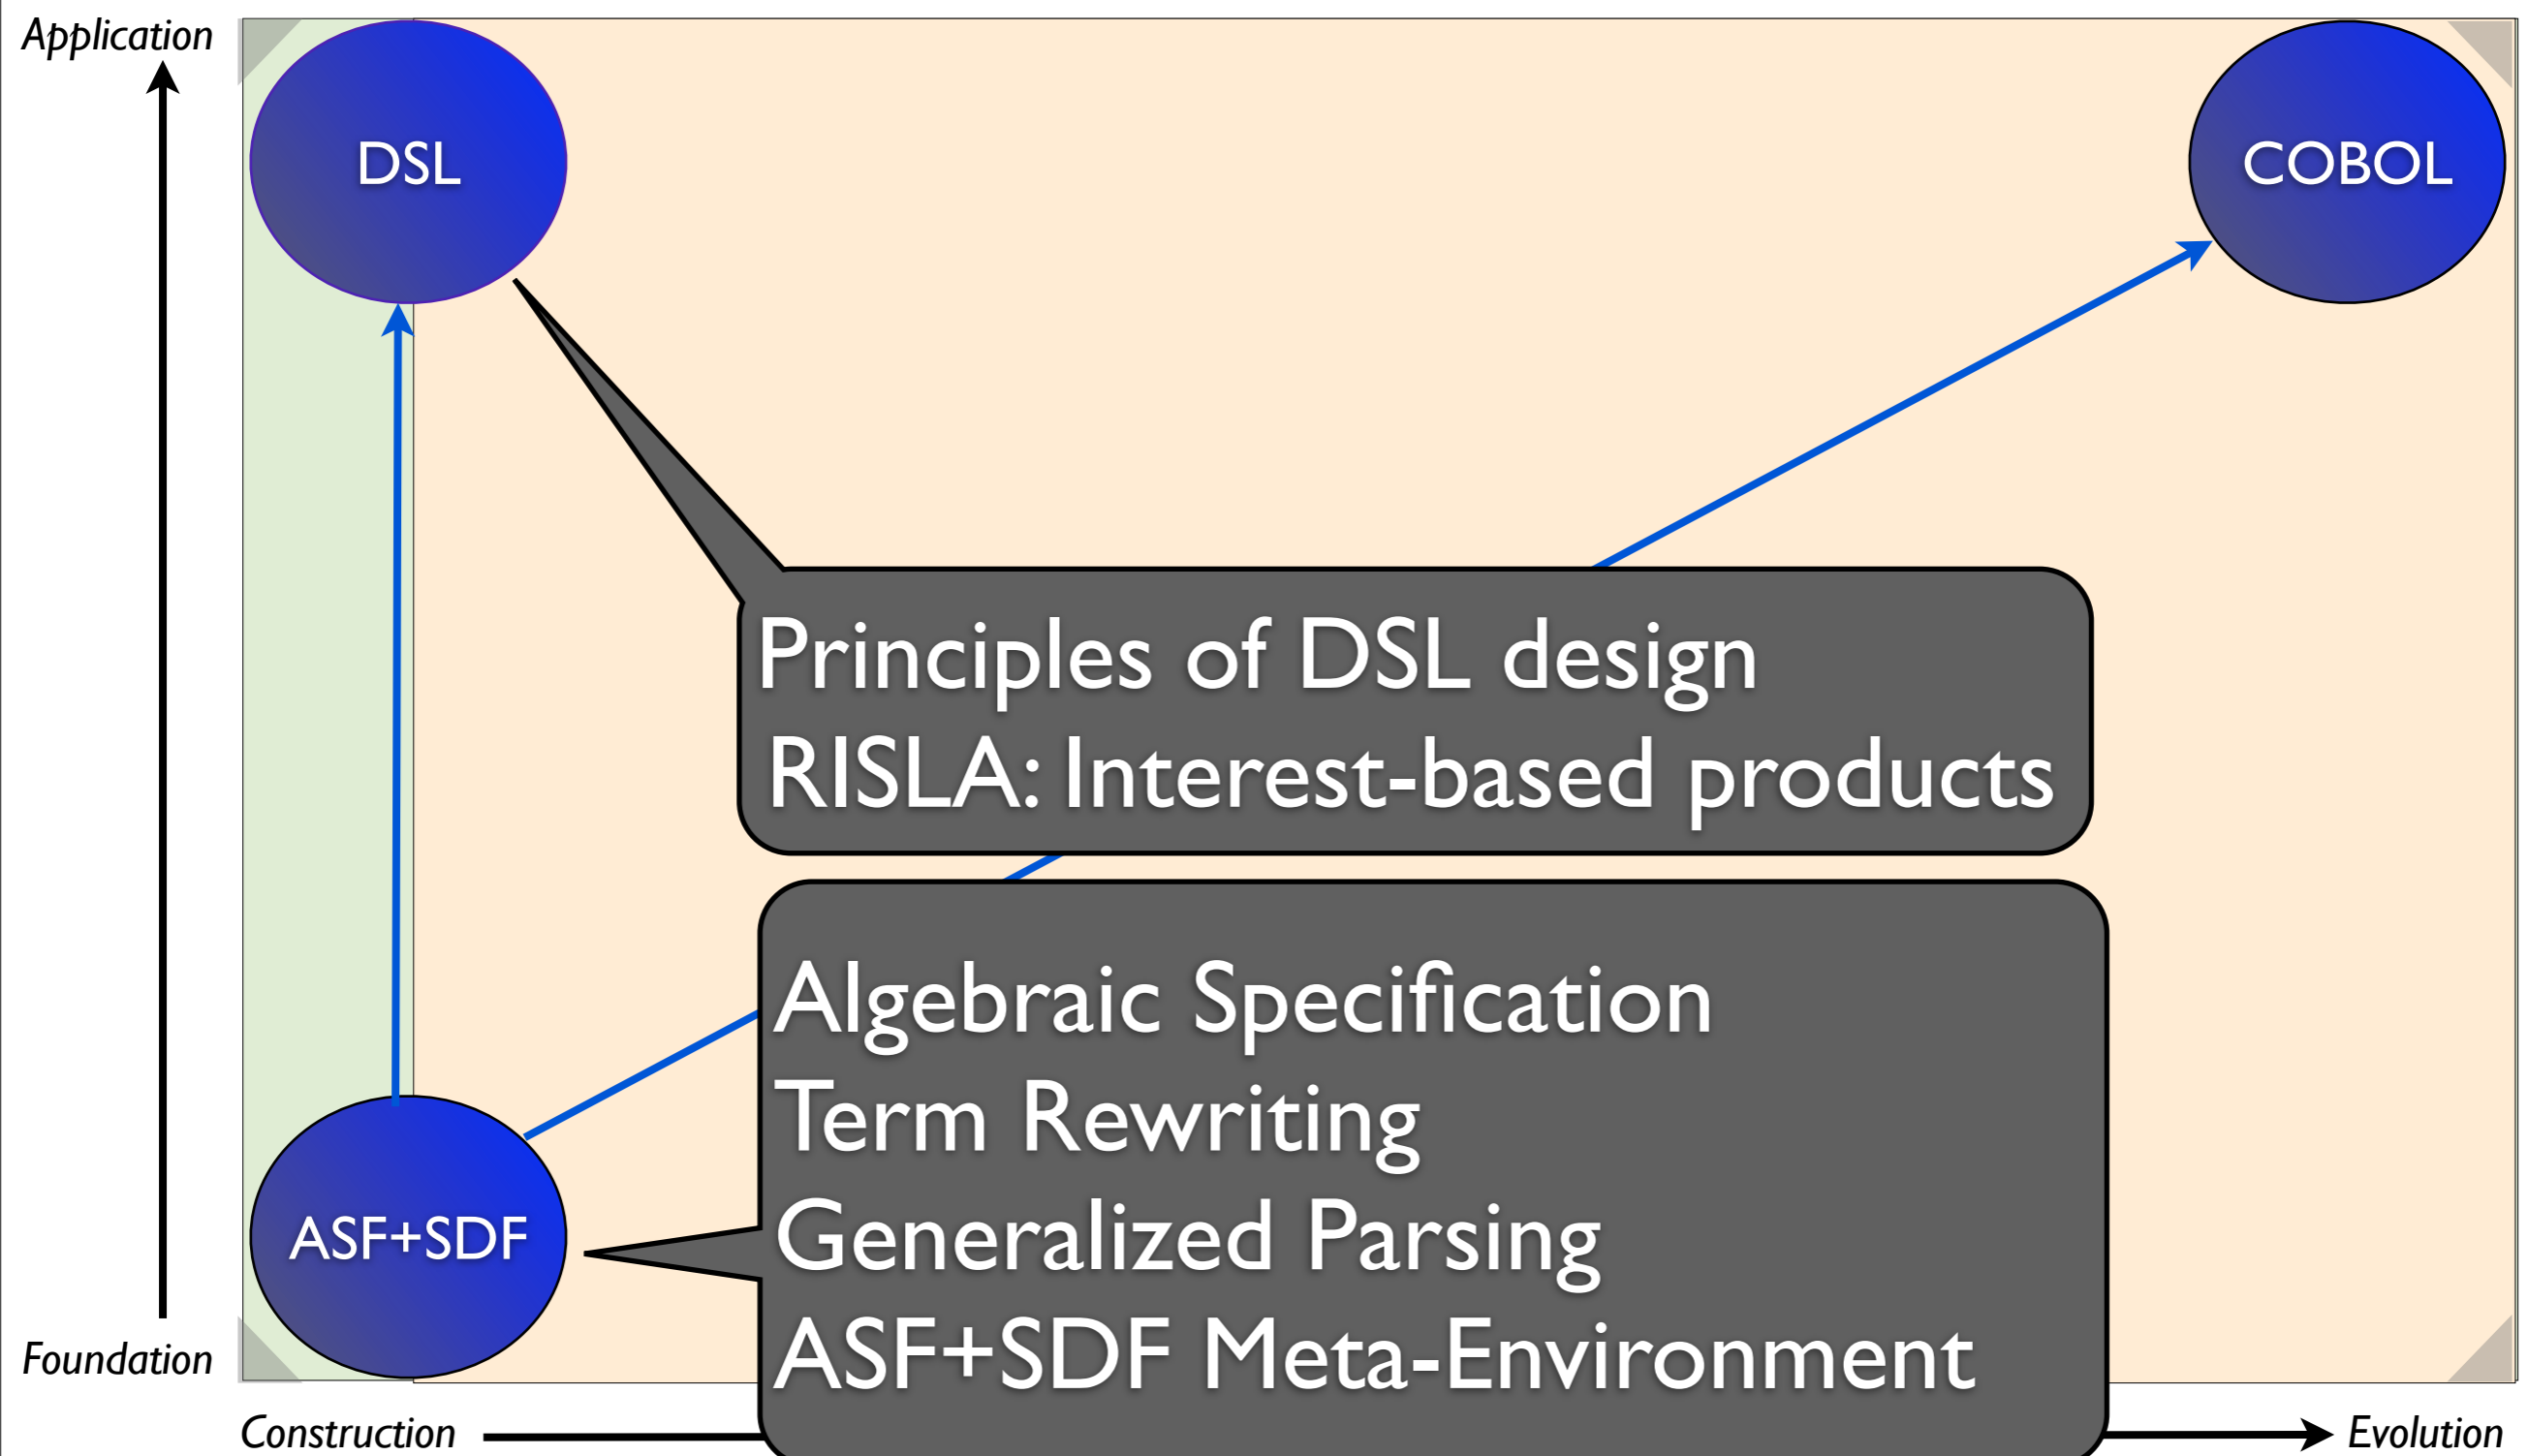 Application
DSL
COBOL
Principles of DSL design
RISLA: Interest-based products
Algebraic Specification
Term Rewriting
Generalized Parsing
ASF+SDF Meta-Environment
ASF+SDF
Foundation
Construction
Evolution